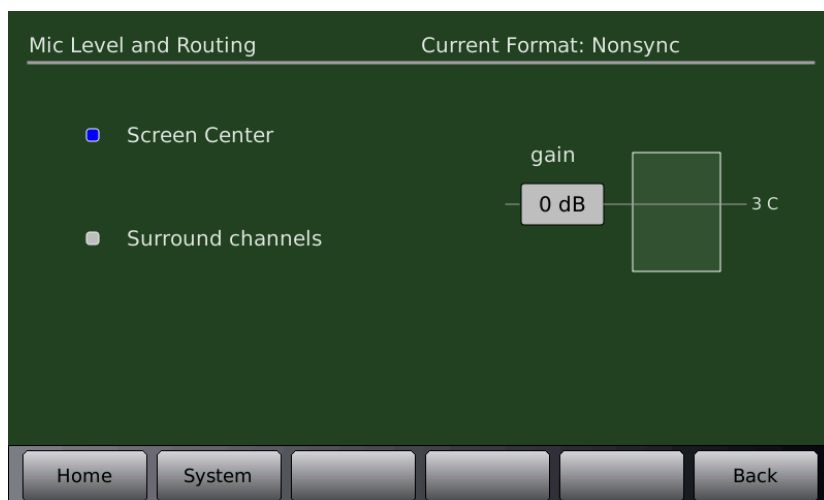 Mic Level and Routing Current Format: Nonsync
Screen Center
gain
0 dB
3 C
Surround channels
Home System Back